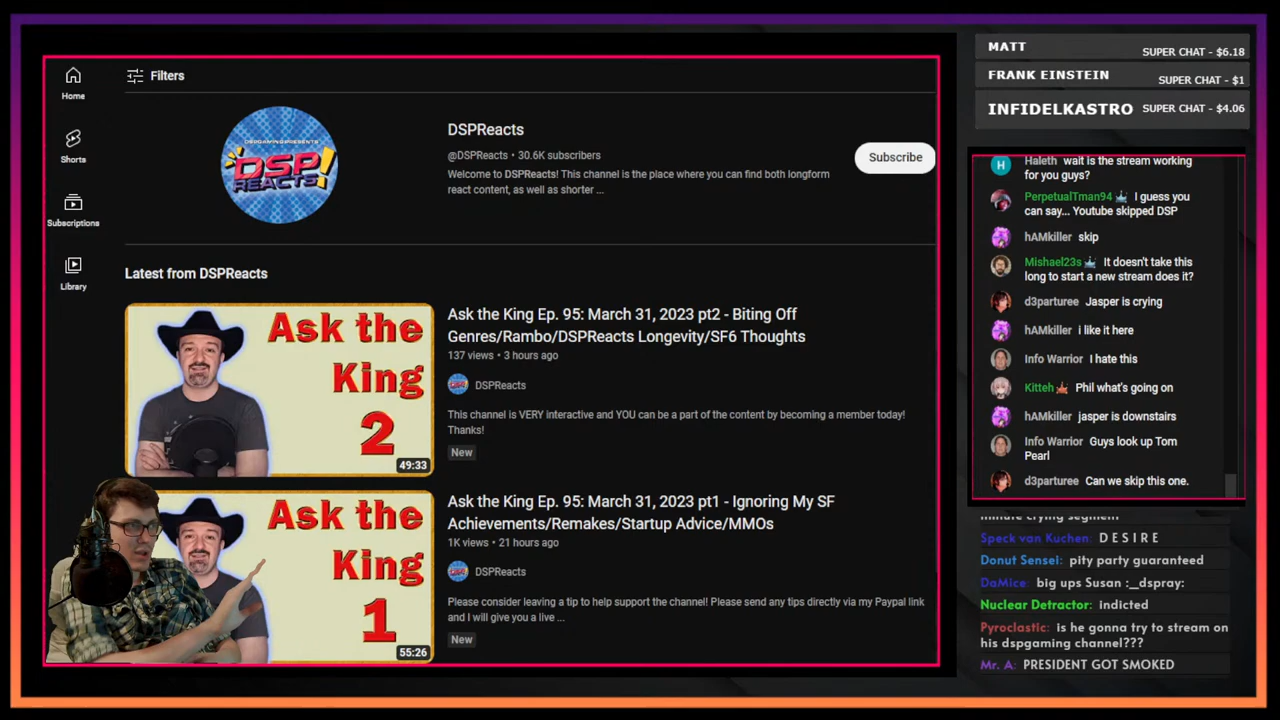 Home
Shorts
Subscriptions
Library
Filters
DSPGAMING PRESENTS
DSP
REACTS!
DSPReacts
@DSPReacts • 30.6K subscribers
Welcome to DSPReacts! This channel is the place where you can find both longform
react content, as well as shorter ...
Subscribe
Latest from DSPReacts
Ask the
King
2
49:33
Ask the King Ep. 95: March 31, 2023 pt2 - Biting Off
Genres/Rambo/DSPReacts Longevity/SF6 Thoughts
137 views • 3 hours ago
DSPReacts
This channel is VERY interactive and YOU can be a part of the content by becoming a member today!
Thanks!
New
Ask the
King
1
55:26
Ask the King Ep. 95: March 31, 2023 pt1 - Ignoring My SF
Achievements/Remakes/Startup Advice/MMOs
1K views • 21 hours ago
DSPReacts
Please consider leaving a tip to help support the channel! Please send any tips directly via my Paypal link
and I will give you a live ...
New
MATT SUPER CHAT - $6.18
FRANK EINSTEIN SUPER CHAT - $1
INFIDELKASTRO SUPER CHAT - $4.06
H Haleth wait is the stream working
for you guys?
PerpetualTman94 I guess you
can say... Youtube skipped DSP
hAMkiller skip
Mishael23s It doesn't take this
long to start a new stream does it?
d3parturee Jasper is crying
hAMkiller i like it here
Info Warrior I hate this
Kitteh Phil what's going on
hAMkiller jasper is downstairs
Info Warrior Guys look up Tom
Pearl
d3parturee Can we skip this one.
minute crying segment
Speck van Kuchen: D E S I R E
Donut Sensei: pity party guaranteed
DaMice: big ups Susan :_dspray:
Nuclear Detractor: indicted
Pyroclastic: is he gonna try to stream on
his dspgaming channel???
Mr. A: PRESIDENT GOT SMOKED